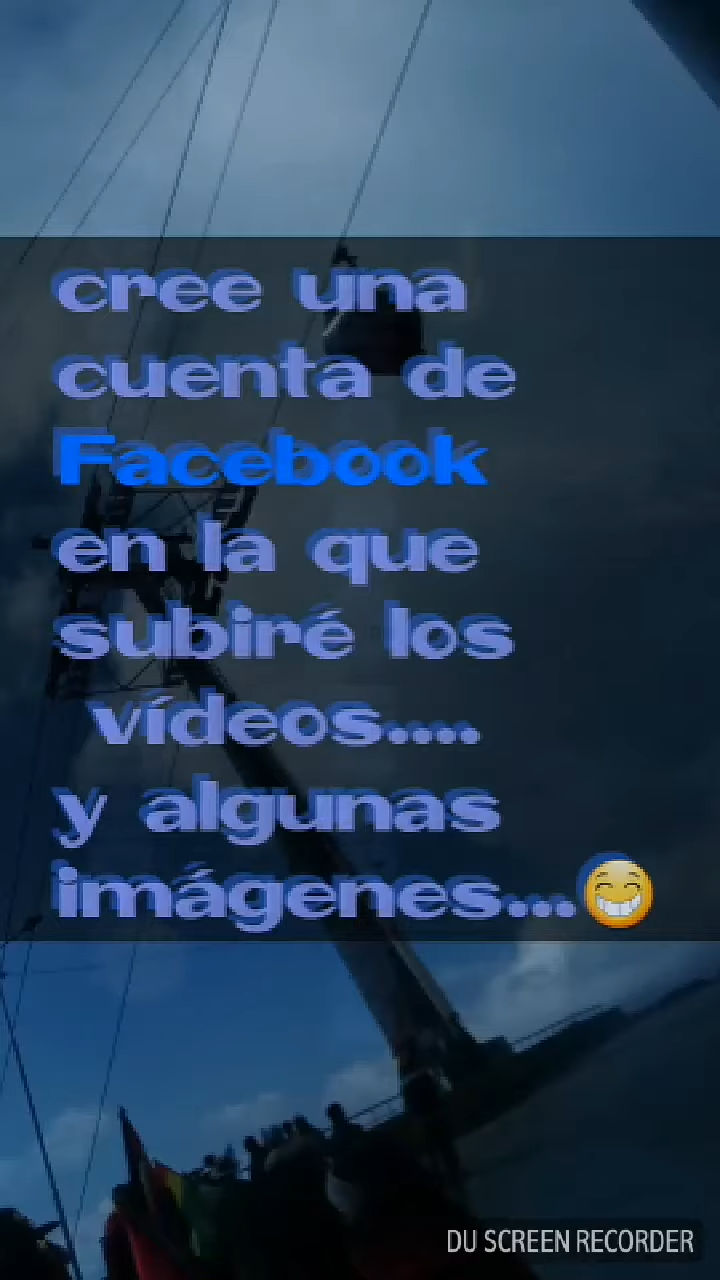 cree una
cuenta de
Facebook
en la que
subiré los
vídeos....
y algunas
imágenes...😁
DU SCREEN RECORDER